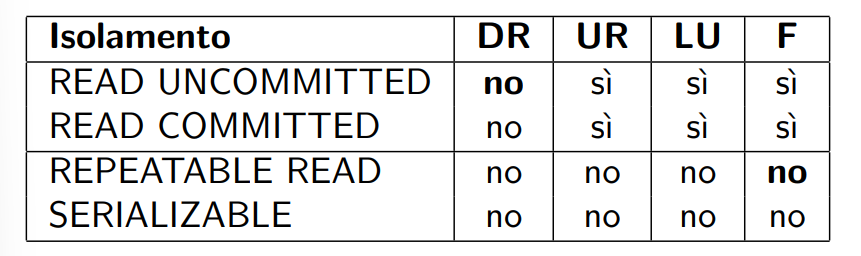 Isolamento DR UR LU F
READ UNCOMMITTED no sì sì sì
READ COMMITTED no sì sì sì
REPEATABLE READ no no no no
SERIALIZABLE no no no no